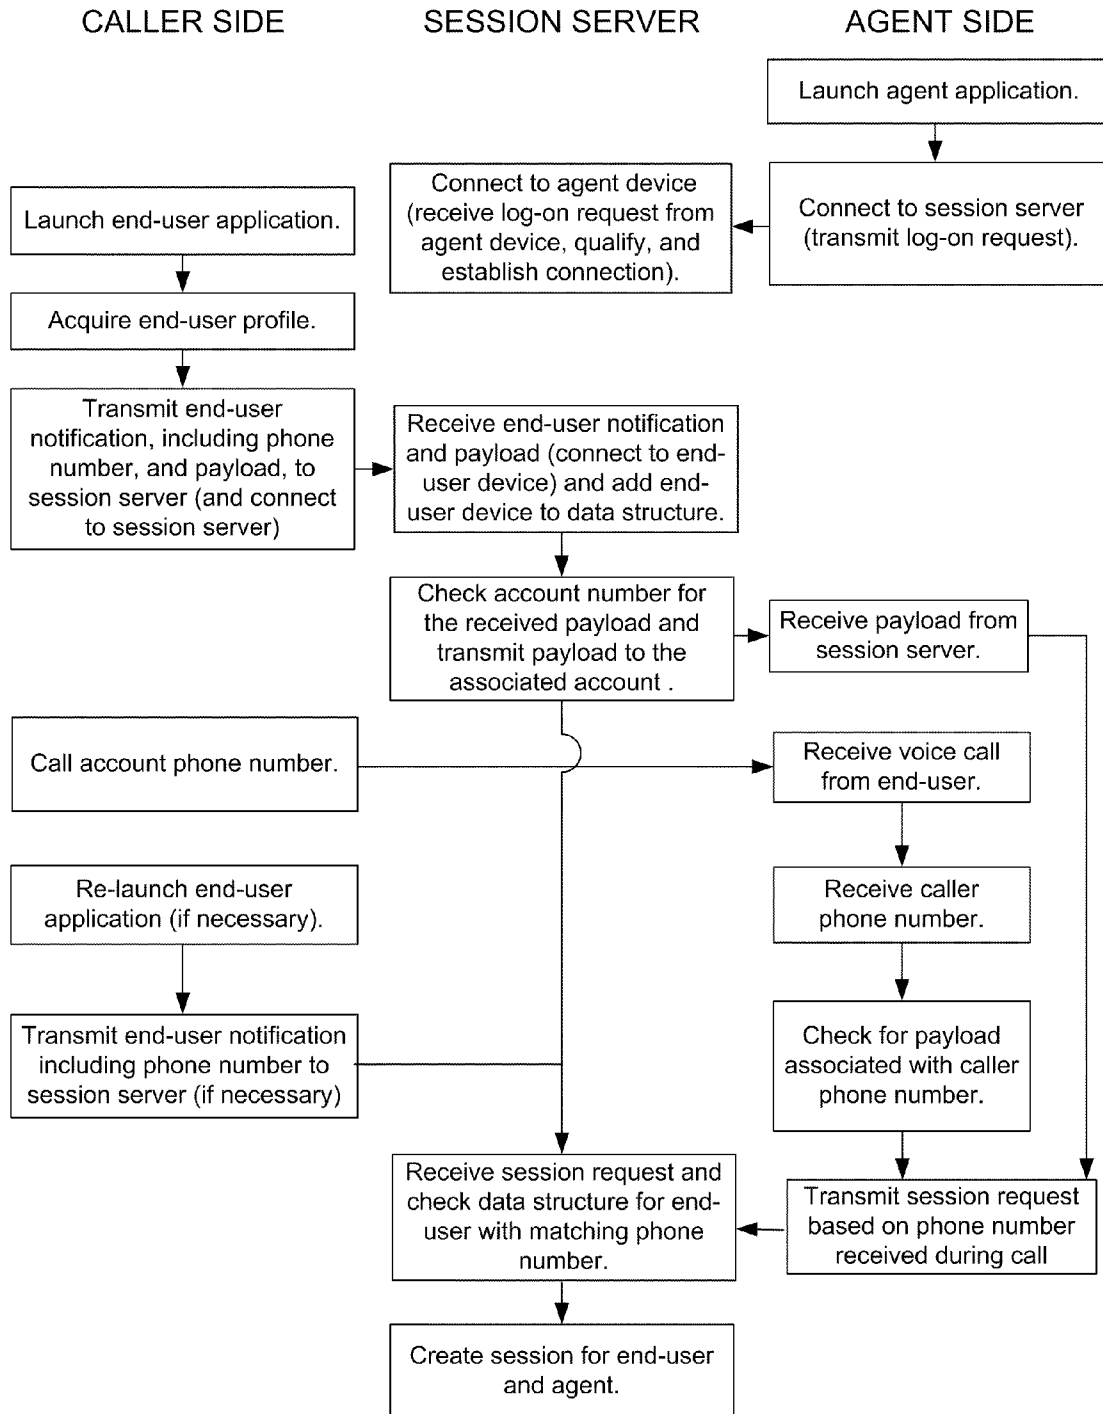 CALLER SIDE
SESSION SERVER
AGENT SIDE
Launch agent application.
Connect to agent device
(receive log-on request from
agent device, qualify, and
establish connection).
Connect to session server
(transmit log-on request).
Launch end-user application.
Acquire end-user profile.
Transmit end-user
notification, including phone
number, and payload, to
session server (and connect
to session server)
Receive end-user notification
and payload (connect to end-
user device) and add end-
user device to data structure.
Check account number for
the received payload and
transmit payload to the
associated account .
Receive payload from
session server.
Call account phone number.
Receive voice call
from end-user.
Re-launch end-user
application (if necessary).
Receive caller
phone number.
Transmit end-user notification
including phone number to
session server (if necessary)
Check for payload
associated with caller
phone number.
Receive session request and
check data structure for end-
user with matching phone
number.
Transmit session request
based on phone number
received during call
Create session for end-user
and agent.